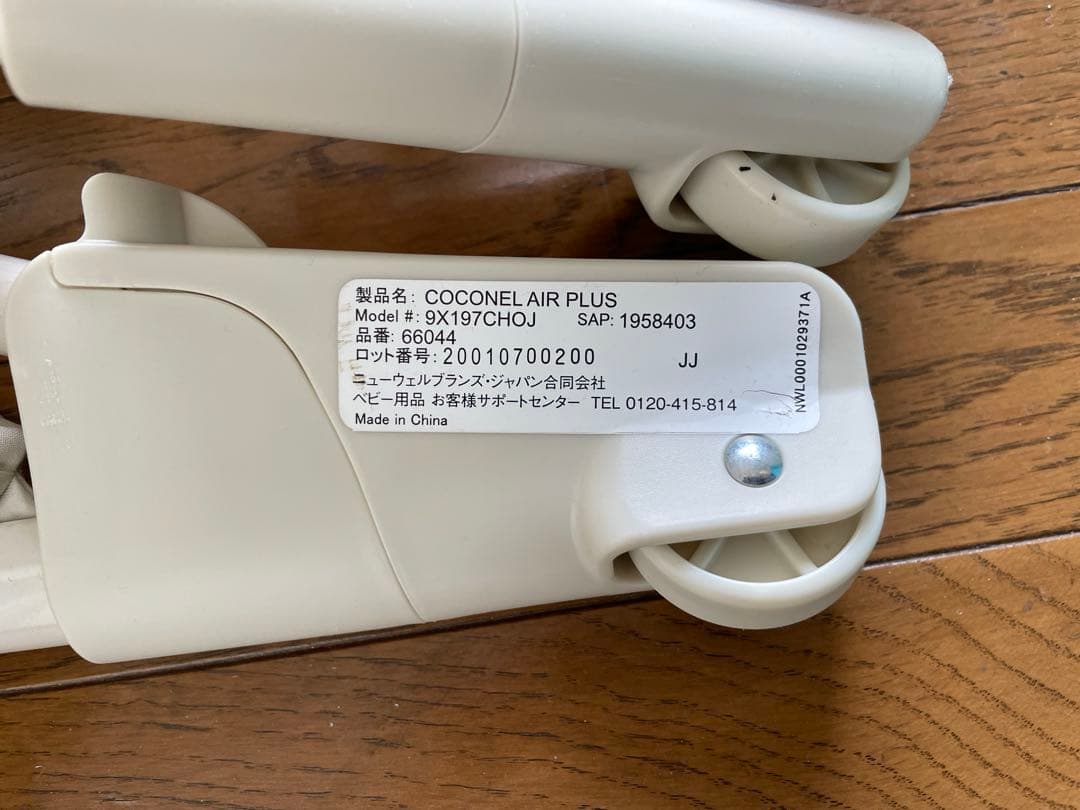 製品名: COCONEL AIR PLUS
Model #: 9X197CHOJ SAP: 1958403
品番: 66044
ロット番号: 20010700200 JJ
ニューウェルブランズ・ジャパン合同会社
ベビー用品 お客様サポートセンター TEL 0120-415-814
Made in China
NWL0001029371A